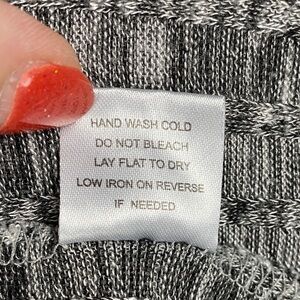 HAND WASH COLD
DO NOT BLEACH
LAY FLAT TO DRY
LOW IRON ON REVERSE
IF NEEDED